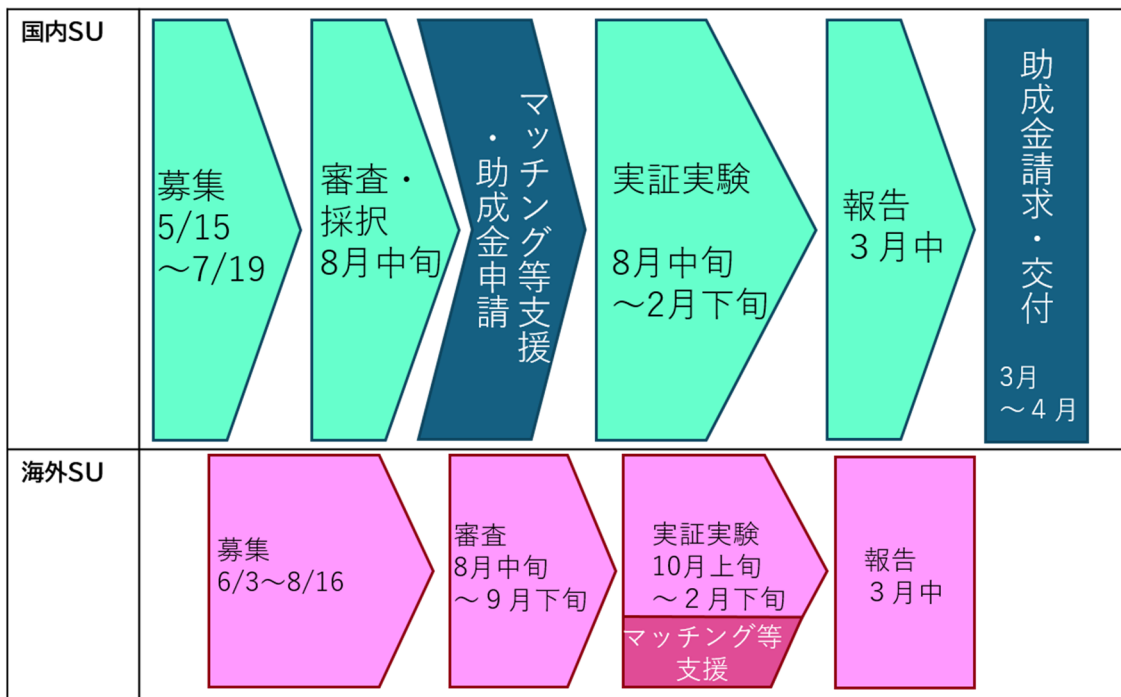 国内SU
募集
5/15
～7/19
審査・
採択
8月中旬
マッチング等支援
・助成金申請
実証実験
8月中旬
～2月下旬
報告
３月中
助成金請求・交付
3月
～４月
海外SU
募集
6/3～8/16
審査
8月中旬
～９月下旬
実証実験
10月上旬
～２月下旬
マッチング等
支援
報告
３月中